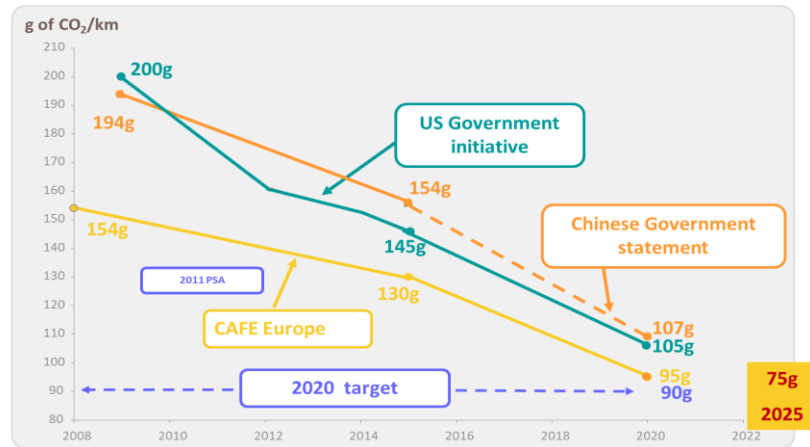 g of CO₂/km
210
200
190
180
170
160
150
140
130
120
110
100
90
80
2008
2010
2012
2014
2016
2018
2020
2022
200g
194g
US Government
initiative
154g
154g
145g
Chinese Government
statement
2011 PSA
130g
CAFE Europe
107g
105g
2020 target
95g
90g
75g
2025